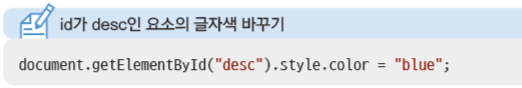 id가 desc인 요소의 글자색 바꾸기
document.getElementById("desc").style.color = "blue";